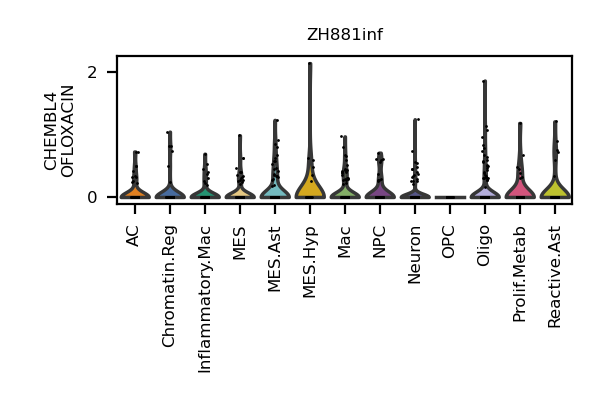 ZH881inf
CHEMBL4
OFLOXACIN
2
0
AC
Chromatin.Reg
Inflammatory.Mac
MES
MES.Ast
MES.Hyp
Mac
NPC
Neuron
OPC
Oligo
Prolif.Metab
Reactive.Ast